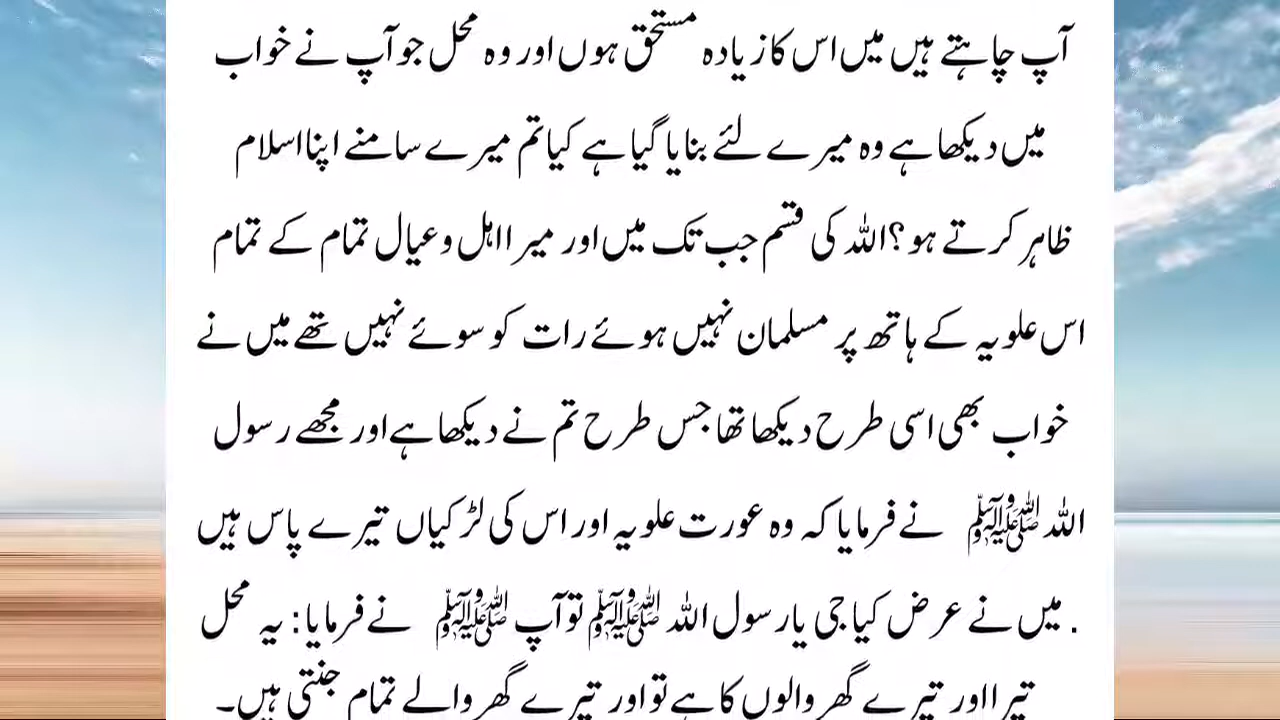 آپ چاہتے ہیں میں اس کا زیادہ مستحق ہوں اور وہ محل جو آپ نے خواب
میں دیکھا ہے وہ میرے لئے بنایا گیا ہے کیا تم میرے سامنے اپنا اسلام
ظاہر کرتے ہو؟ اللہ کی قسم جب تک میں اور میرا اہل و عیال تمام کے تمام
اس علویہ کے ہاتھ پر مسلمان نہیں ہوئے رات کو سوئے نہیں تھے میں نے
خواب بھی اسی طرح دیکھا تھا جس طرح تم نے دیکھا ہے اور مجھے رسول
اللہ ﷺ نے فرمایا کہ وہ عورت علویہ اور اس کی لڑکیاں تیرے پاس ہیں
. میں نے عرض کیا جی یا رسول اللہ ﷺ تو آپ ﷺ نے فرمایا: یہ محل
تیرا اور تیرے گھر والوں کا ہے تو اور تیرے گھر والے تمام جنتی ہیں۔